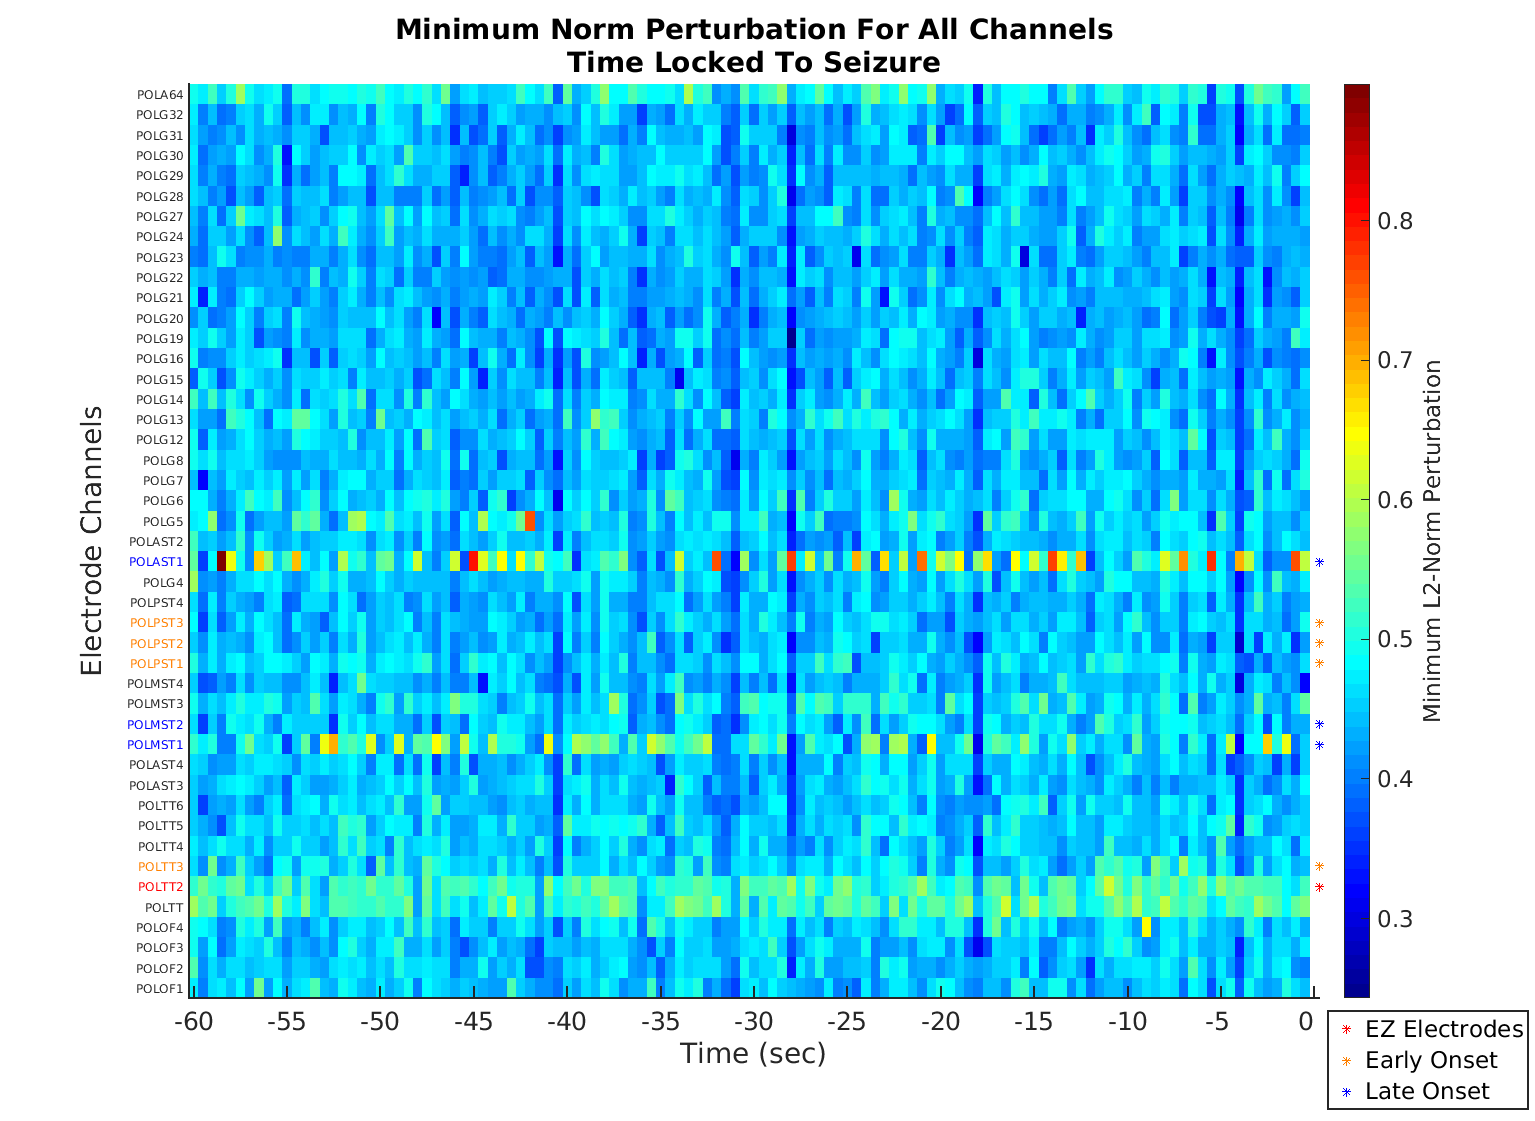 Minimum Norm Perturbation For All Channels
Time Locked To Seizure
Electrode Channels
POLA64
POLG32
POLG31
POLG30
POLG29
POLG28
POLG27
POLG24
POLG23
POLG22
POLG21
POLG20
POLG19
POLG16
POLG15
POLG14
POLG13
POLG12
POLG8
POLG7
POLG6
POLG5
POLAST2
POLAST1
POLG4
POLPST4
POLPST3
POLPST2
POLPST1
POLMST4
POLMST3
POLMST2
POLMST1
POLAST4
POLAST3
POLTT6
POLTT5
POLTT4
POLTT3
POLTT2
POLTT
POLOF4
POLOF3
POLOF2
POLOF1
-60 -55 -50 -45 -40 -35 -30 -25 -20 -15 -10 -5 0
Time (sec)
0.8
0.7
0.6
0.5
0.4
0.3
Minimum L2-Norm Perturbation
EZ Electrodes
Early Onset
Late Onset